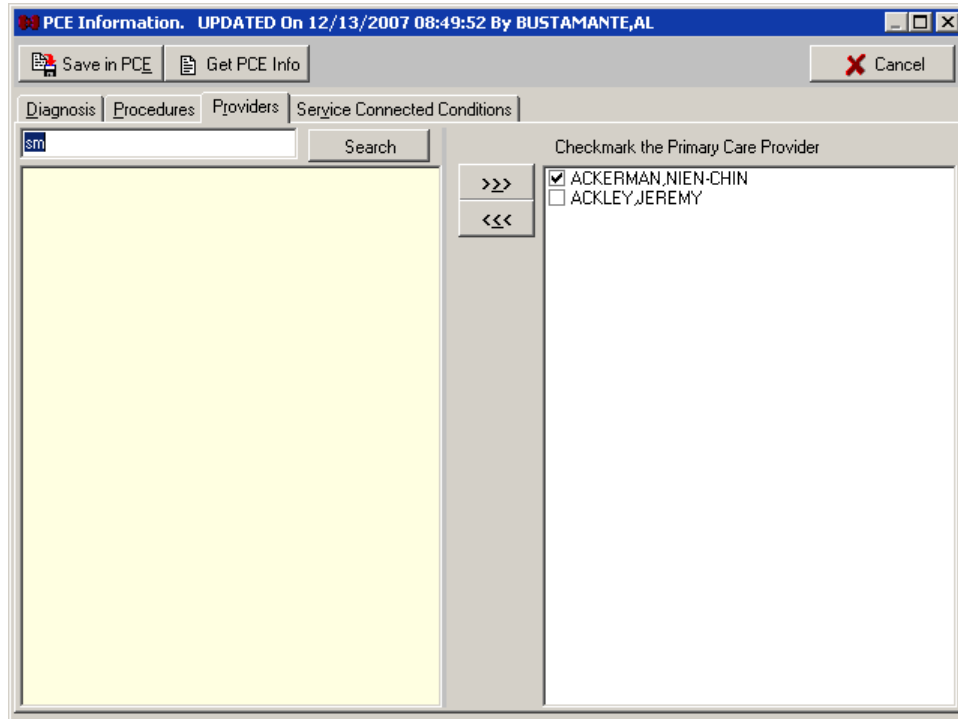 PCE Information. UPDATED On 12/13/2007 08:49:52 By BUSTAMANTE,AL
Save in PCE Get PCE Info Cancel
Diagnosis Procedures Providers Service Connected Conditions
sm Search Checkmark the Primary Care Provider
>>> ACKERMAN,NIEN-CHIN
ACKLEY,JEREMY
<<<